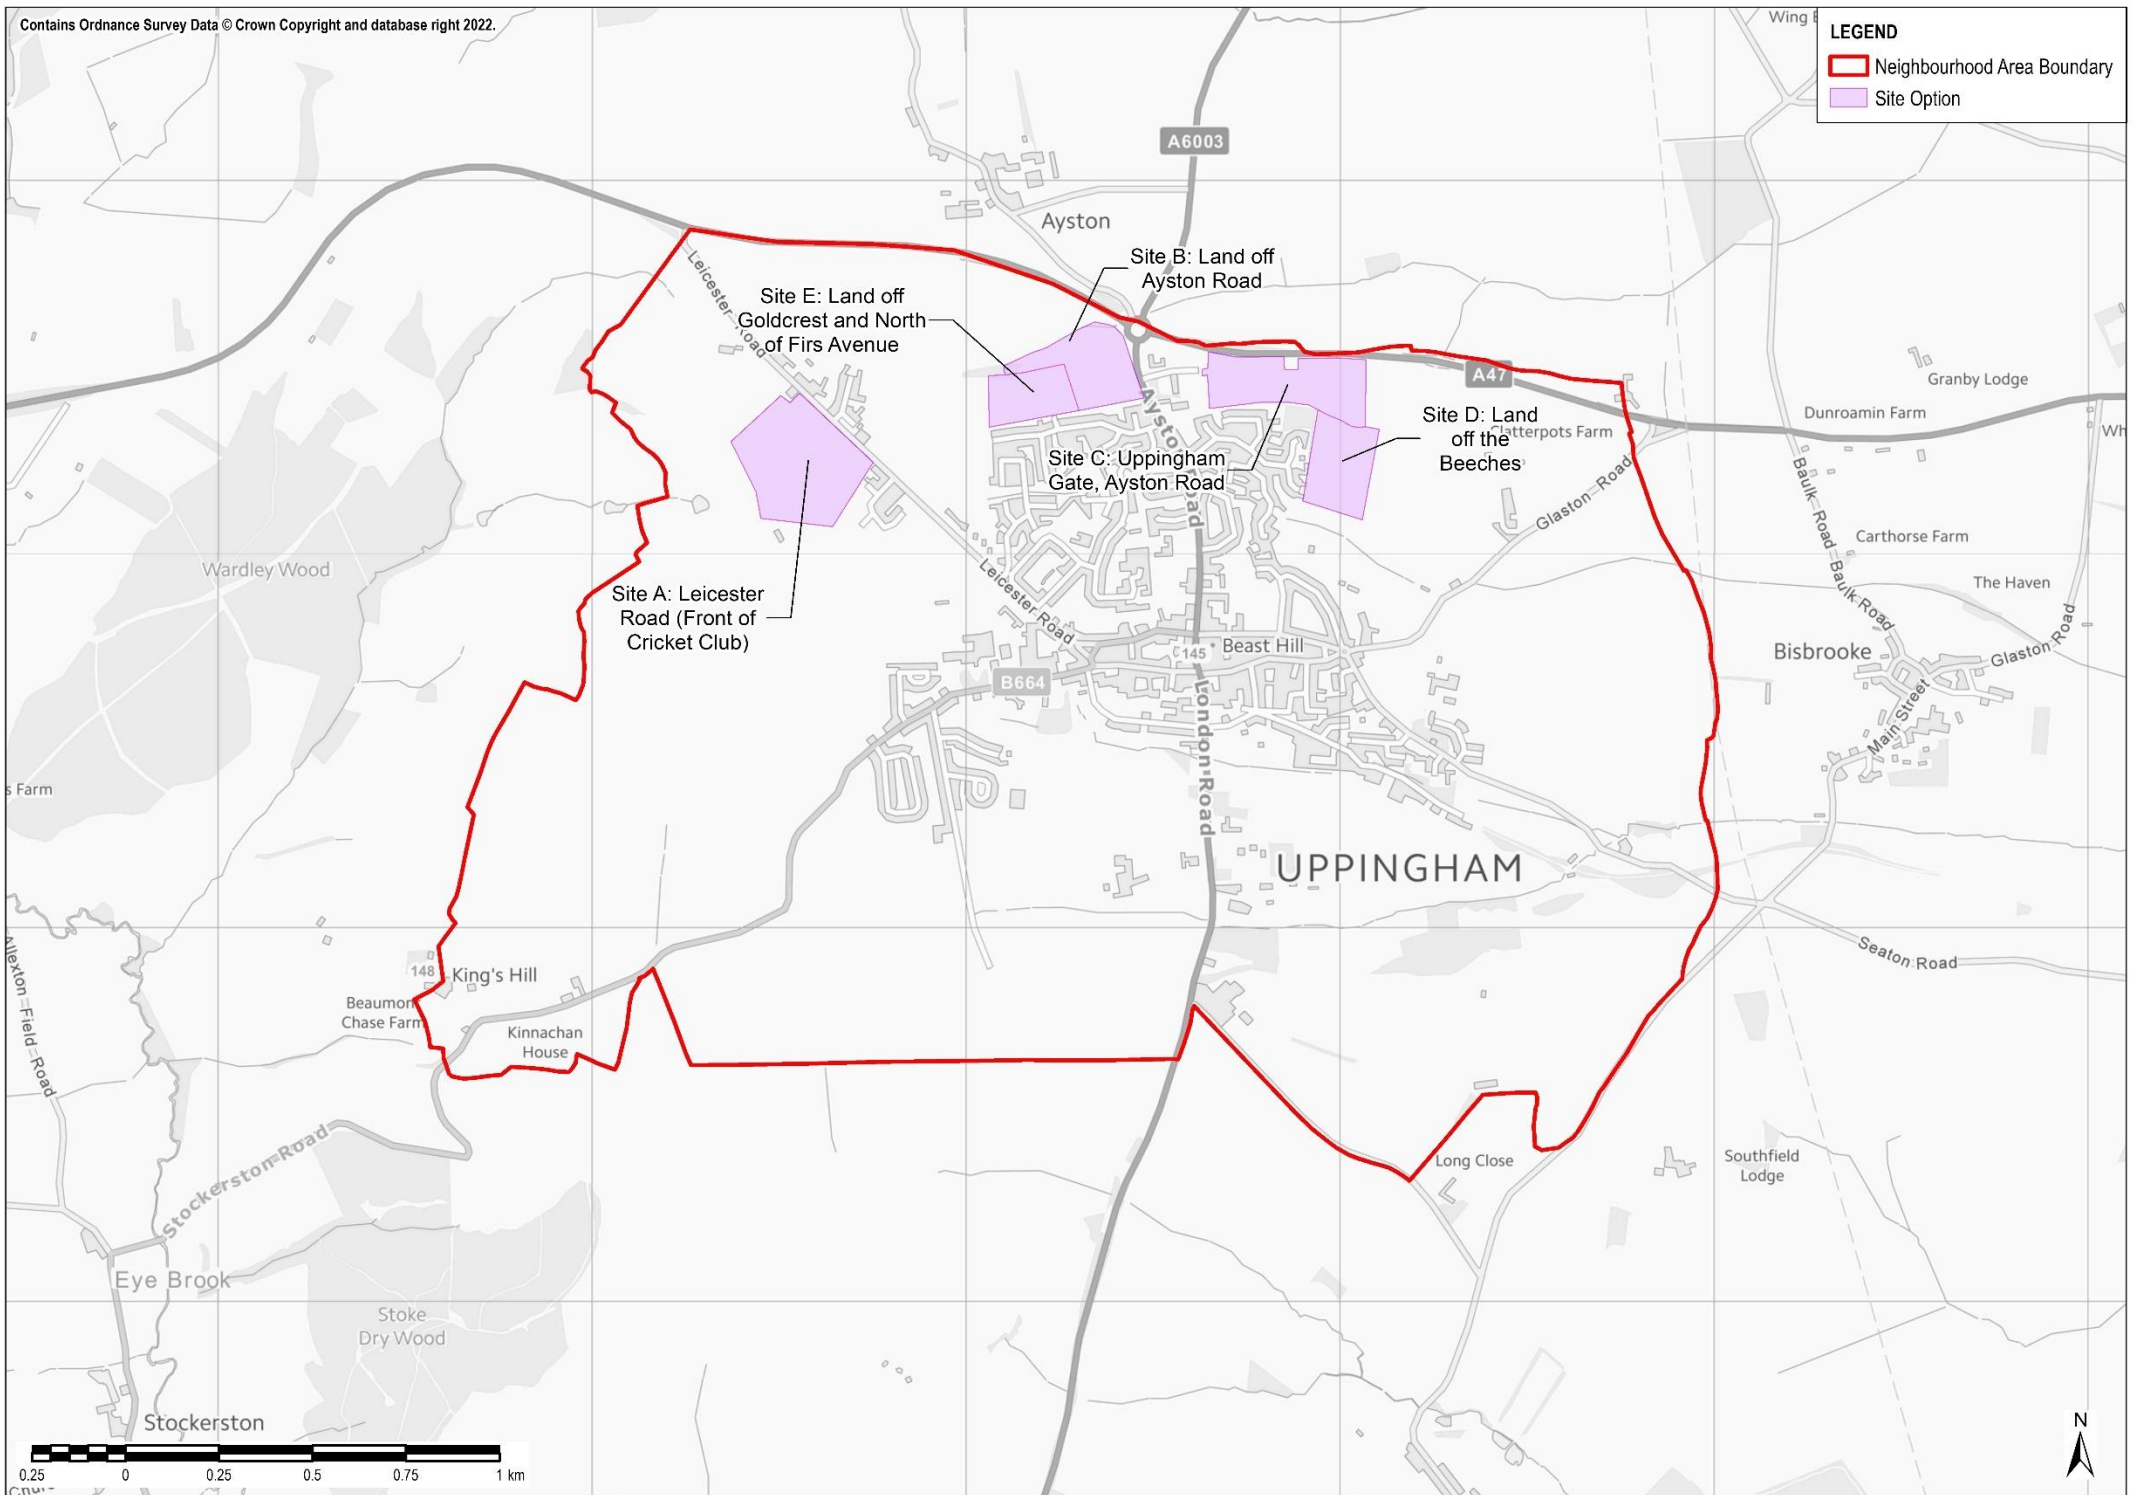 Contains Ordnance Survey Data © Crown Copyright and database right 2022.
LEGEND
Neighbourhood Area Boundary
Site Option
A6003
Ayston
Site B: Land off
Ayston Road
Leicester Road
Site E: Land off
Goldcrest and North
of Firs Avenue
A47
Granby Lodge
Dunroamin Farm
Ayston Road
Site D: Land
off the
Beeches
Clatterpots Farm
Site C: Uppingham
Gate, Ayston Road
Glaston Road
Baulk Road
Baulk Road
Carthorse Farm
Wardley Wood
The Haven
Leicester Road
Site A: Leicester
Road (Front of
Cricket Club)
145
Beast Hill
Bisbrooke
Glaston Road
B664
Main Street
London Road
s Farm
UPPINGHAM
Allexton Field Road
148
King's Hill
Seaton Road
Beaumon
Chase Farm
Kinnachan
House
Stockerston Road
Long Close
Southfield
Lodge
Eye Brook
Stoke
Dry Wood
Stockerston
N
0.25 0 0.25 0.5 0.75 1 km